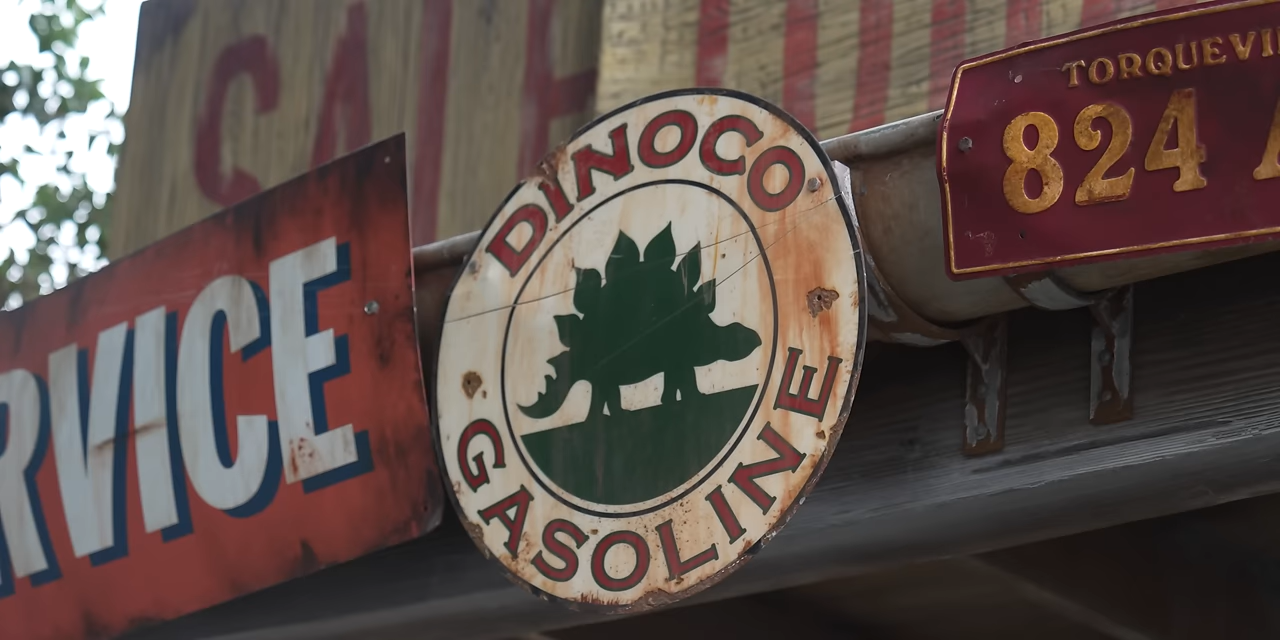 RVICE
DINOCO
GASOLINE
TORQUEVI
824 A